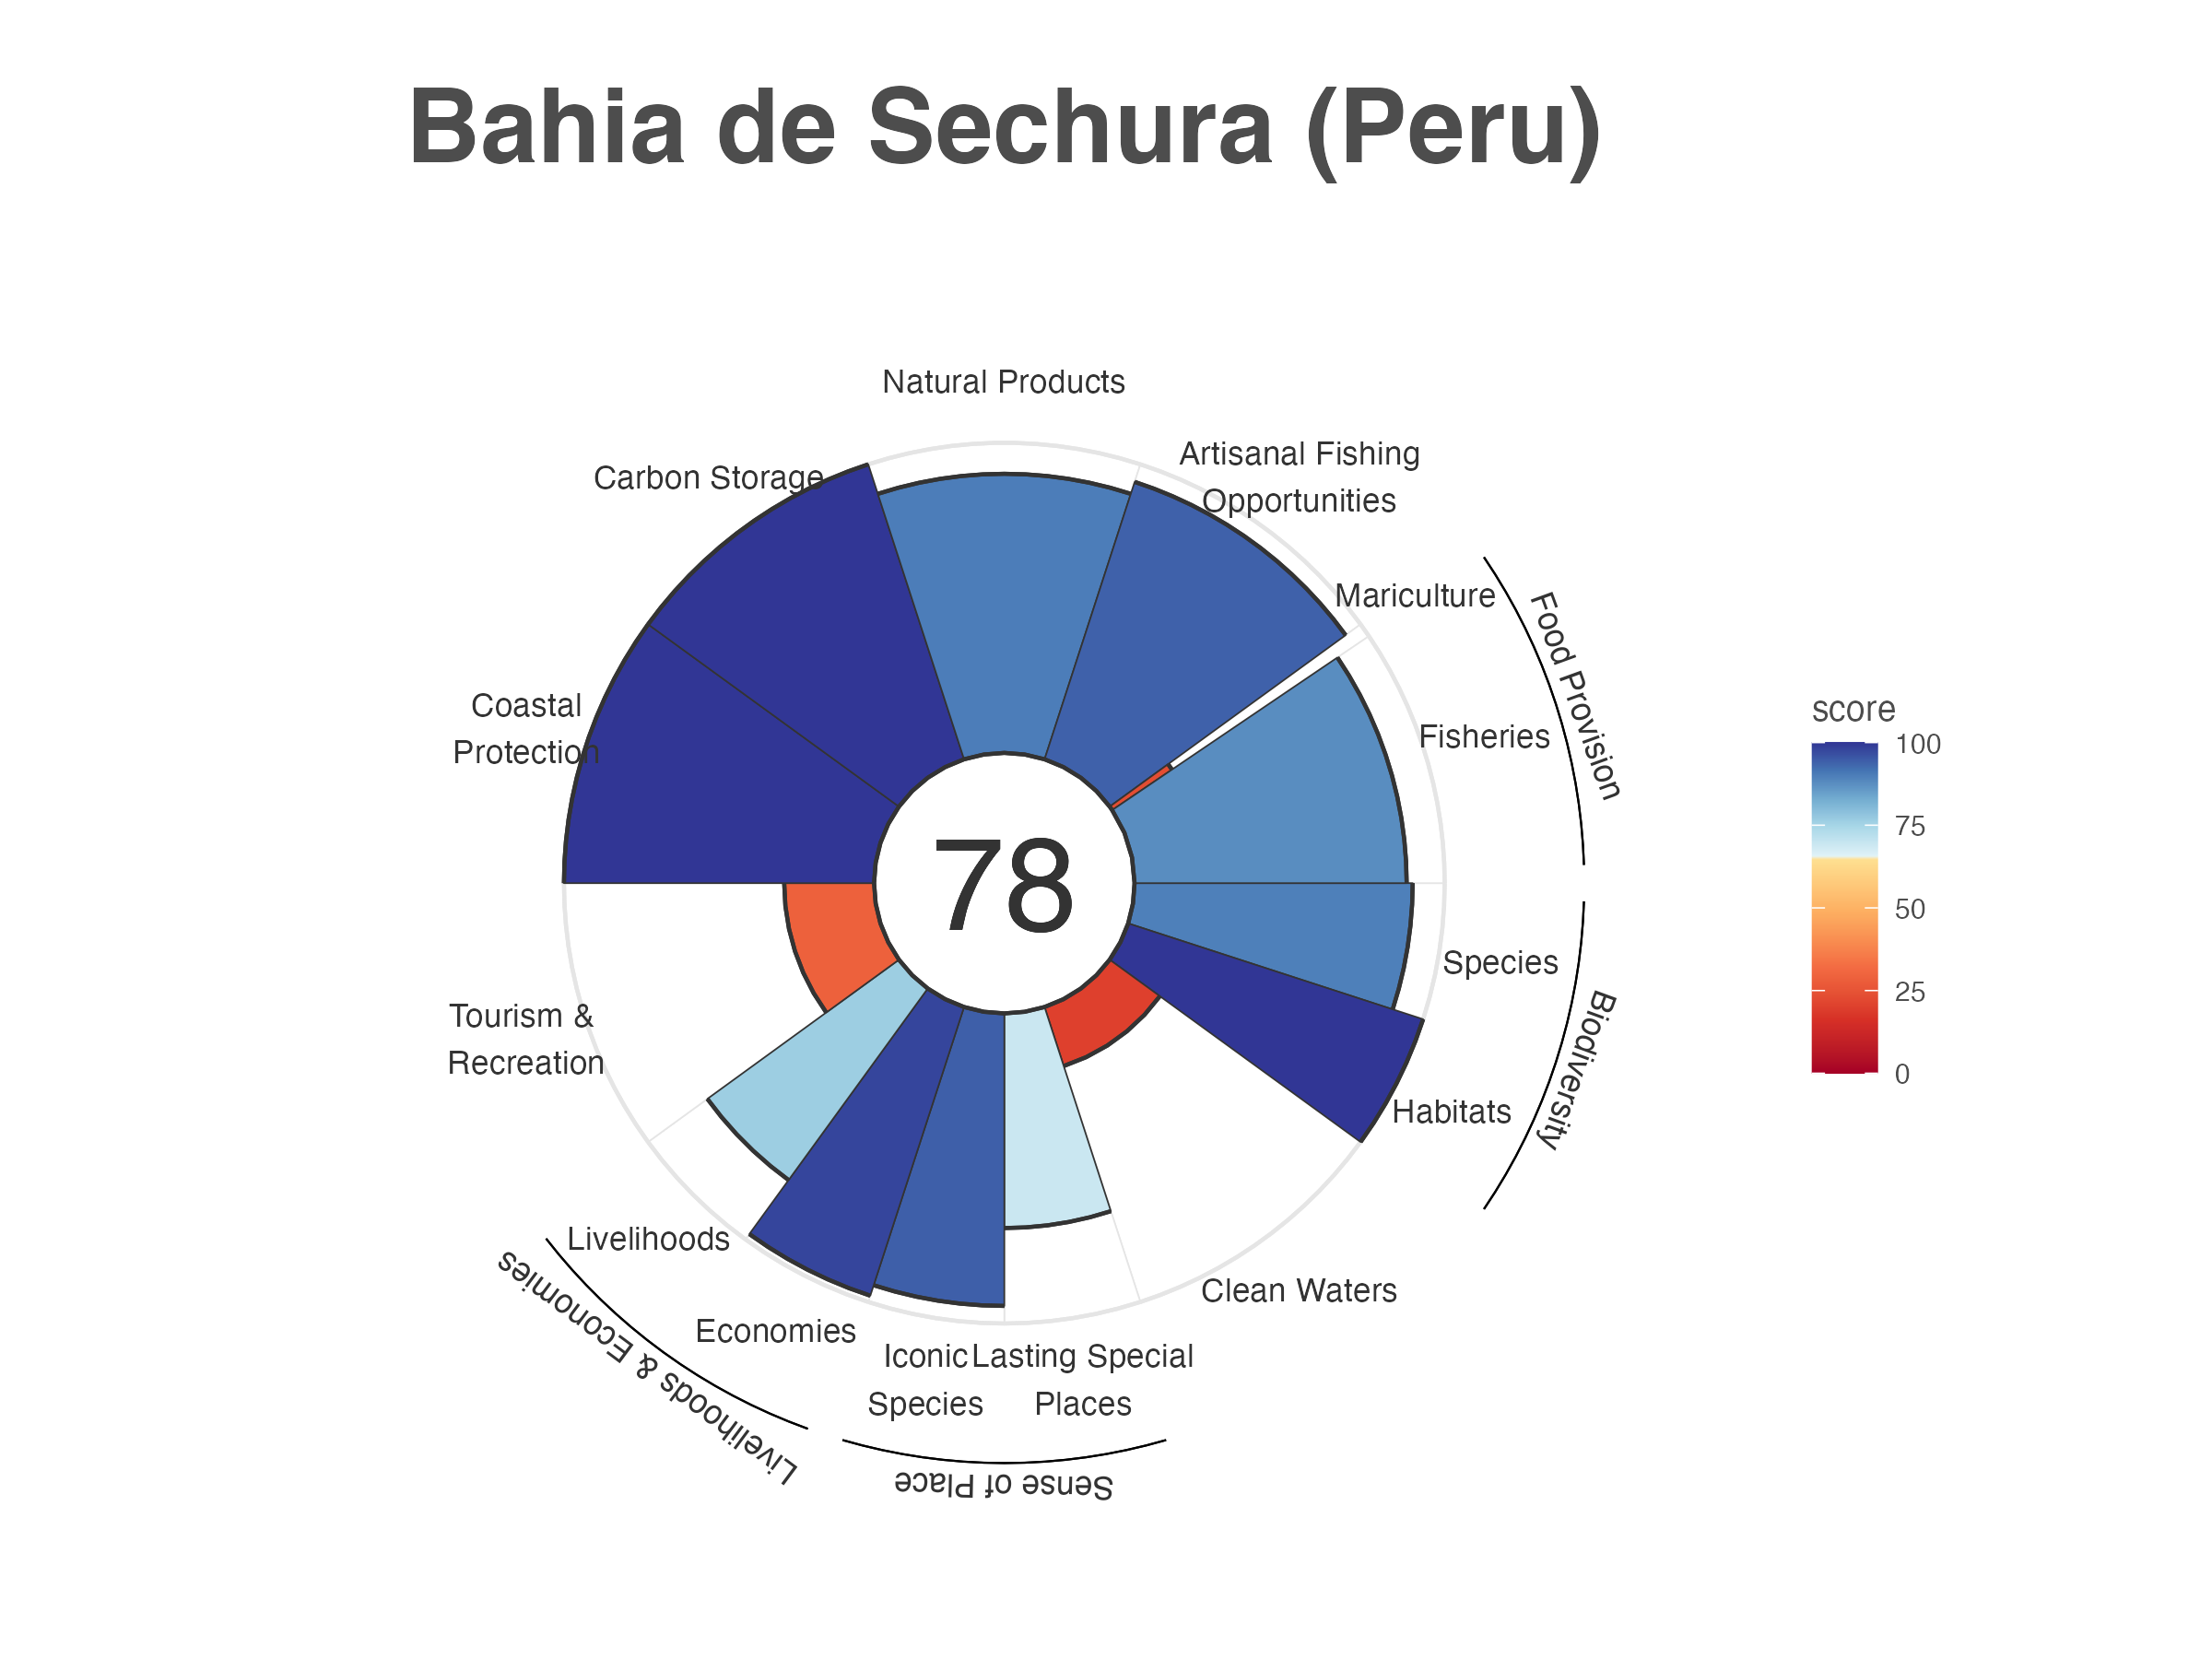 Bahia de Sechura (Peru)
Natural Products
Artisanal Fishing
Opportunities
Carbon Storage
Mariculture
Food Provision
Fisheries
Coastal
Protection
score
100
75
50
25
0
78
Species
Biodiversity
Habitats
Tourism &
Recreation
Livelihoods
Livelihoods & Economies
Economies
Clean Waters
Iconic
Species
Lasting Special
Places
Sense of Place